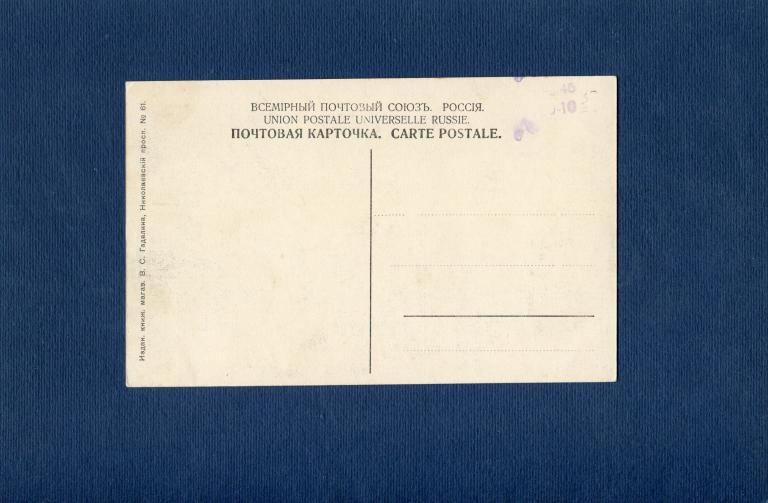 ВСЕМІРНЫЙ ПОЧТОВЫЙ СОЮЗЪ. РОССІЯ.
UNION POSTALE UNIVERSELLE RUSSIE.
ПОЧТОВАЯ КАРТОЧКА. CARTE POSTALE.
Издан. книж. магаз. В. С. Гадалина, Николаевскій просп. № 61.